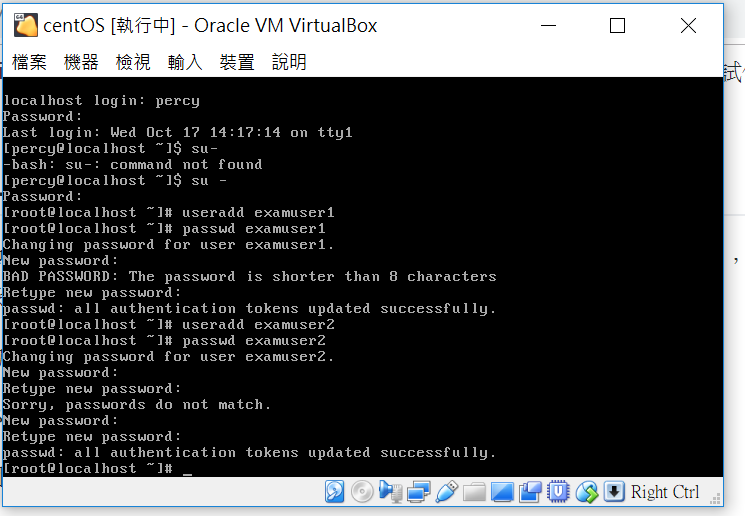 centOS [執行中] - Oracle VM VirtualBox
檔案 機器 檢視 輸入 裝置 說明
localhost login: percy
Password:
Last login: Wed Oct 17 14:17:14 on tty1
[percy@localhost ~]$ su-
-bash: su-: command not found
[percy@localhost ~]$ su -
Password:
[root@localhost ~]# useradd examuser1
[root@localhost ~]# passwd examuser1
Changing password for user examuser1.
New password:
BAD PASSWORD: The password is shorter than 8 characters
Retype new password:
passwd: all authentication tokens updated successfully.
[root@localhost ~]# useradd examuser2
[root@localhost ~]# passwd examuser2
Changing password for user examuser2.
New password:
Retype new password:
Sorry, passwords do not match.
New password:
Retype new password:
passwd: all authentication tokens updated successfully.
[root@localhost ~]# _
Right Ctrl
試
，